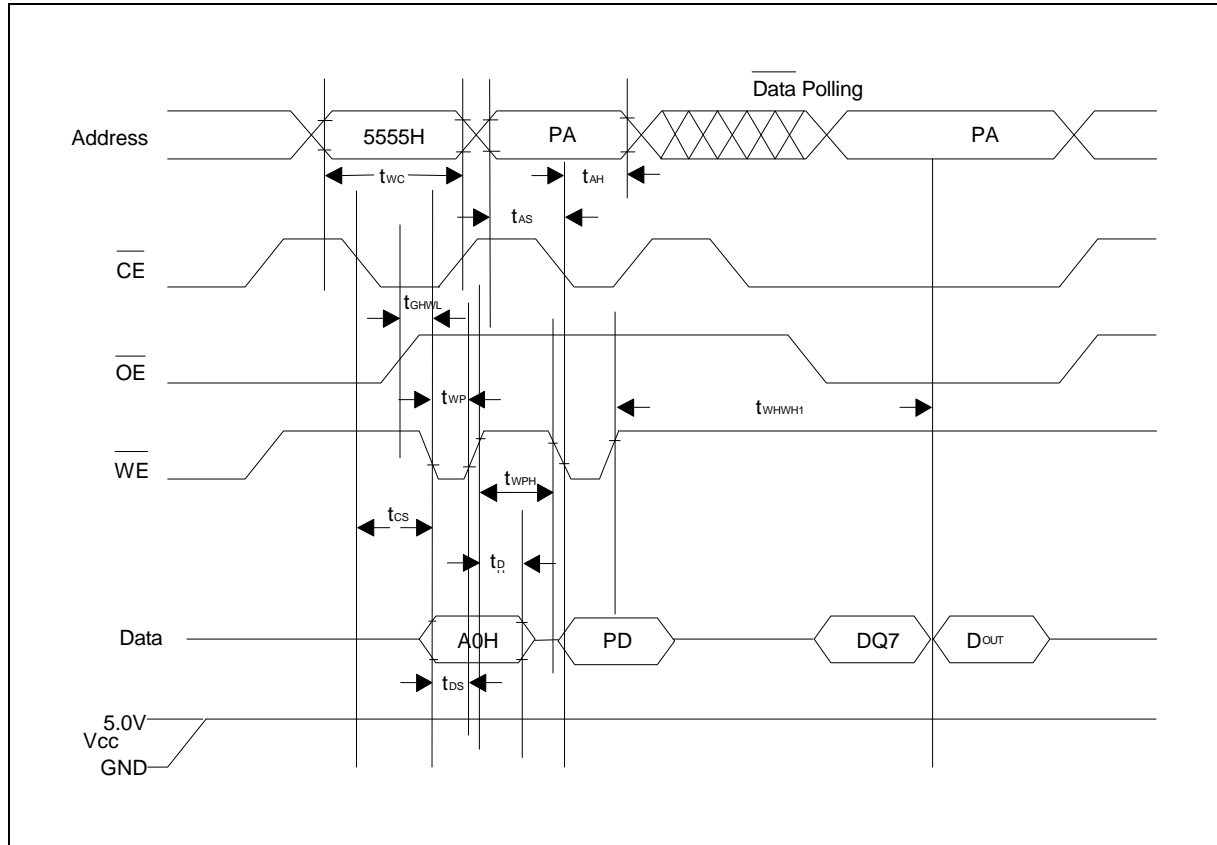 Data Polling
Address
5555H
PA
PA
tWC
tAH
tAS
CE
tGHWL
OE
tWP
tWHWH1
WE
tWPH
tCS
tD
Data
A0H
PD
DQ7
DOUT
tDS
5.0V
Vcc
GND